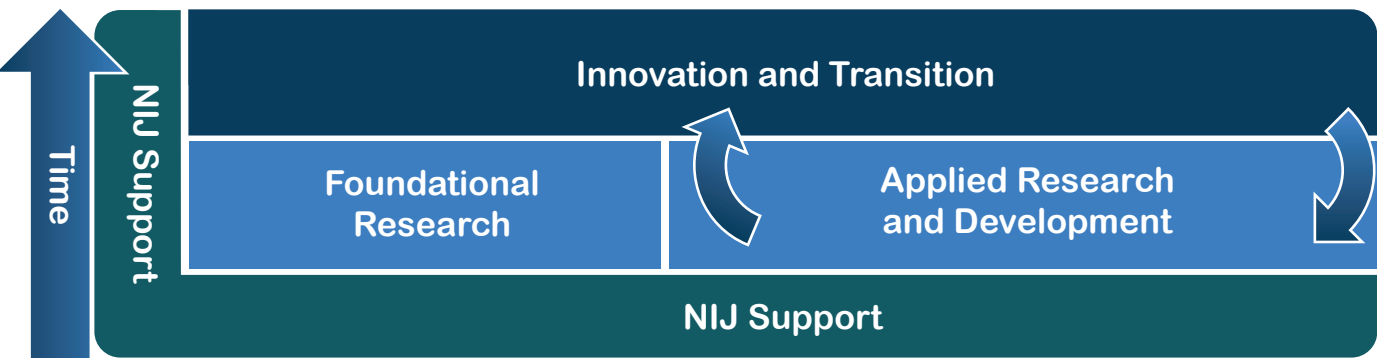 Time
NIJ Support
Innovation and Transition
Foundational
Research
Applied Research
and Development
NIJ Support